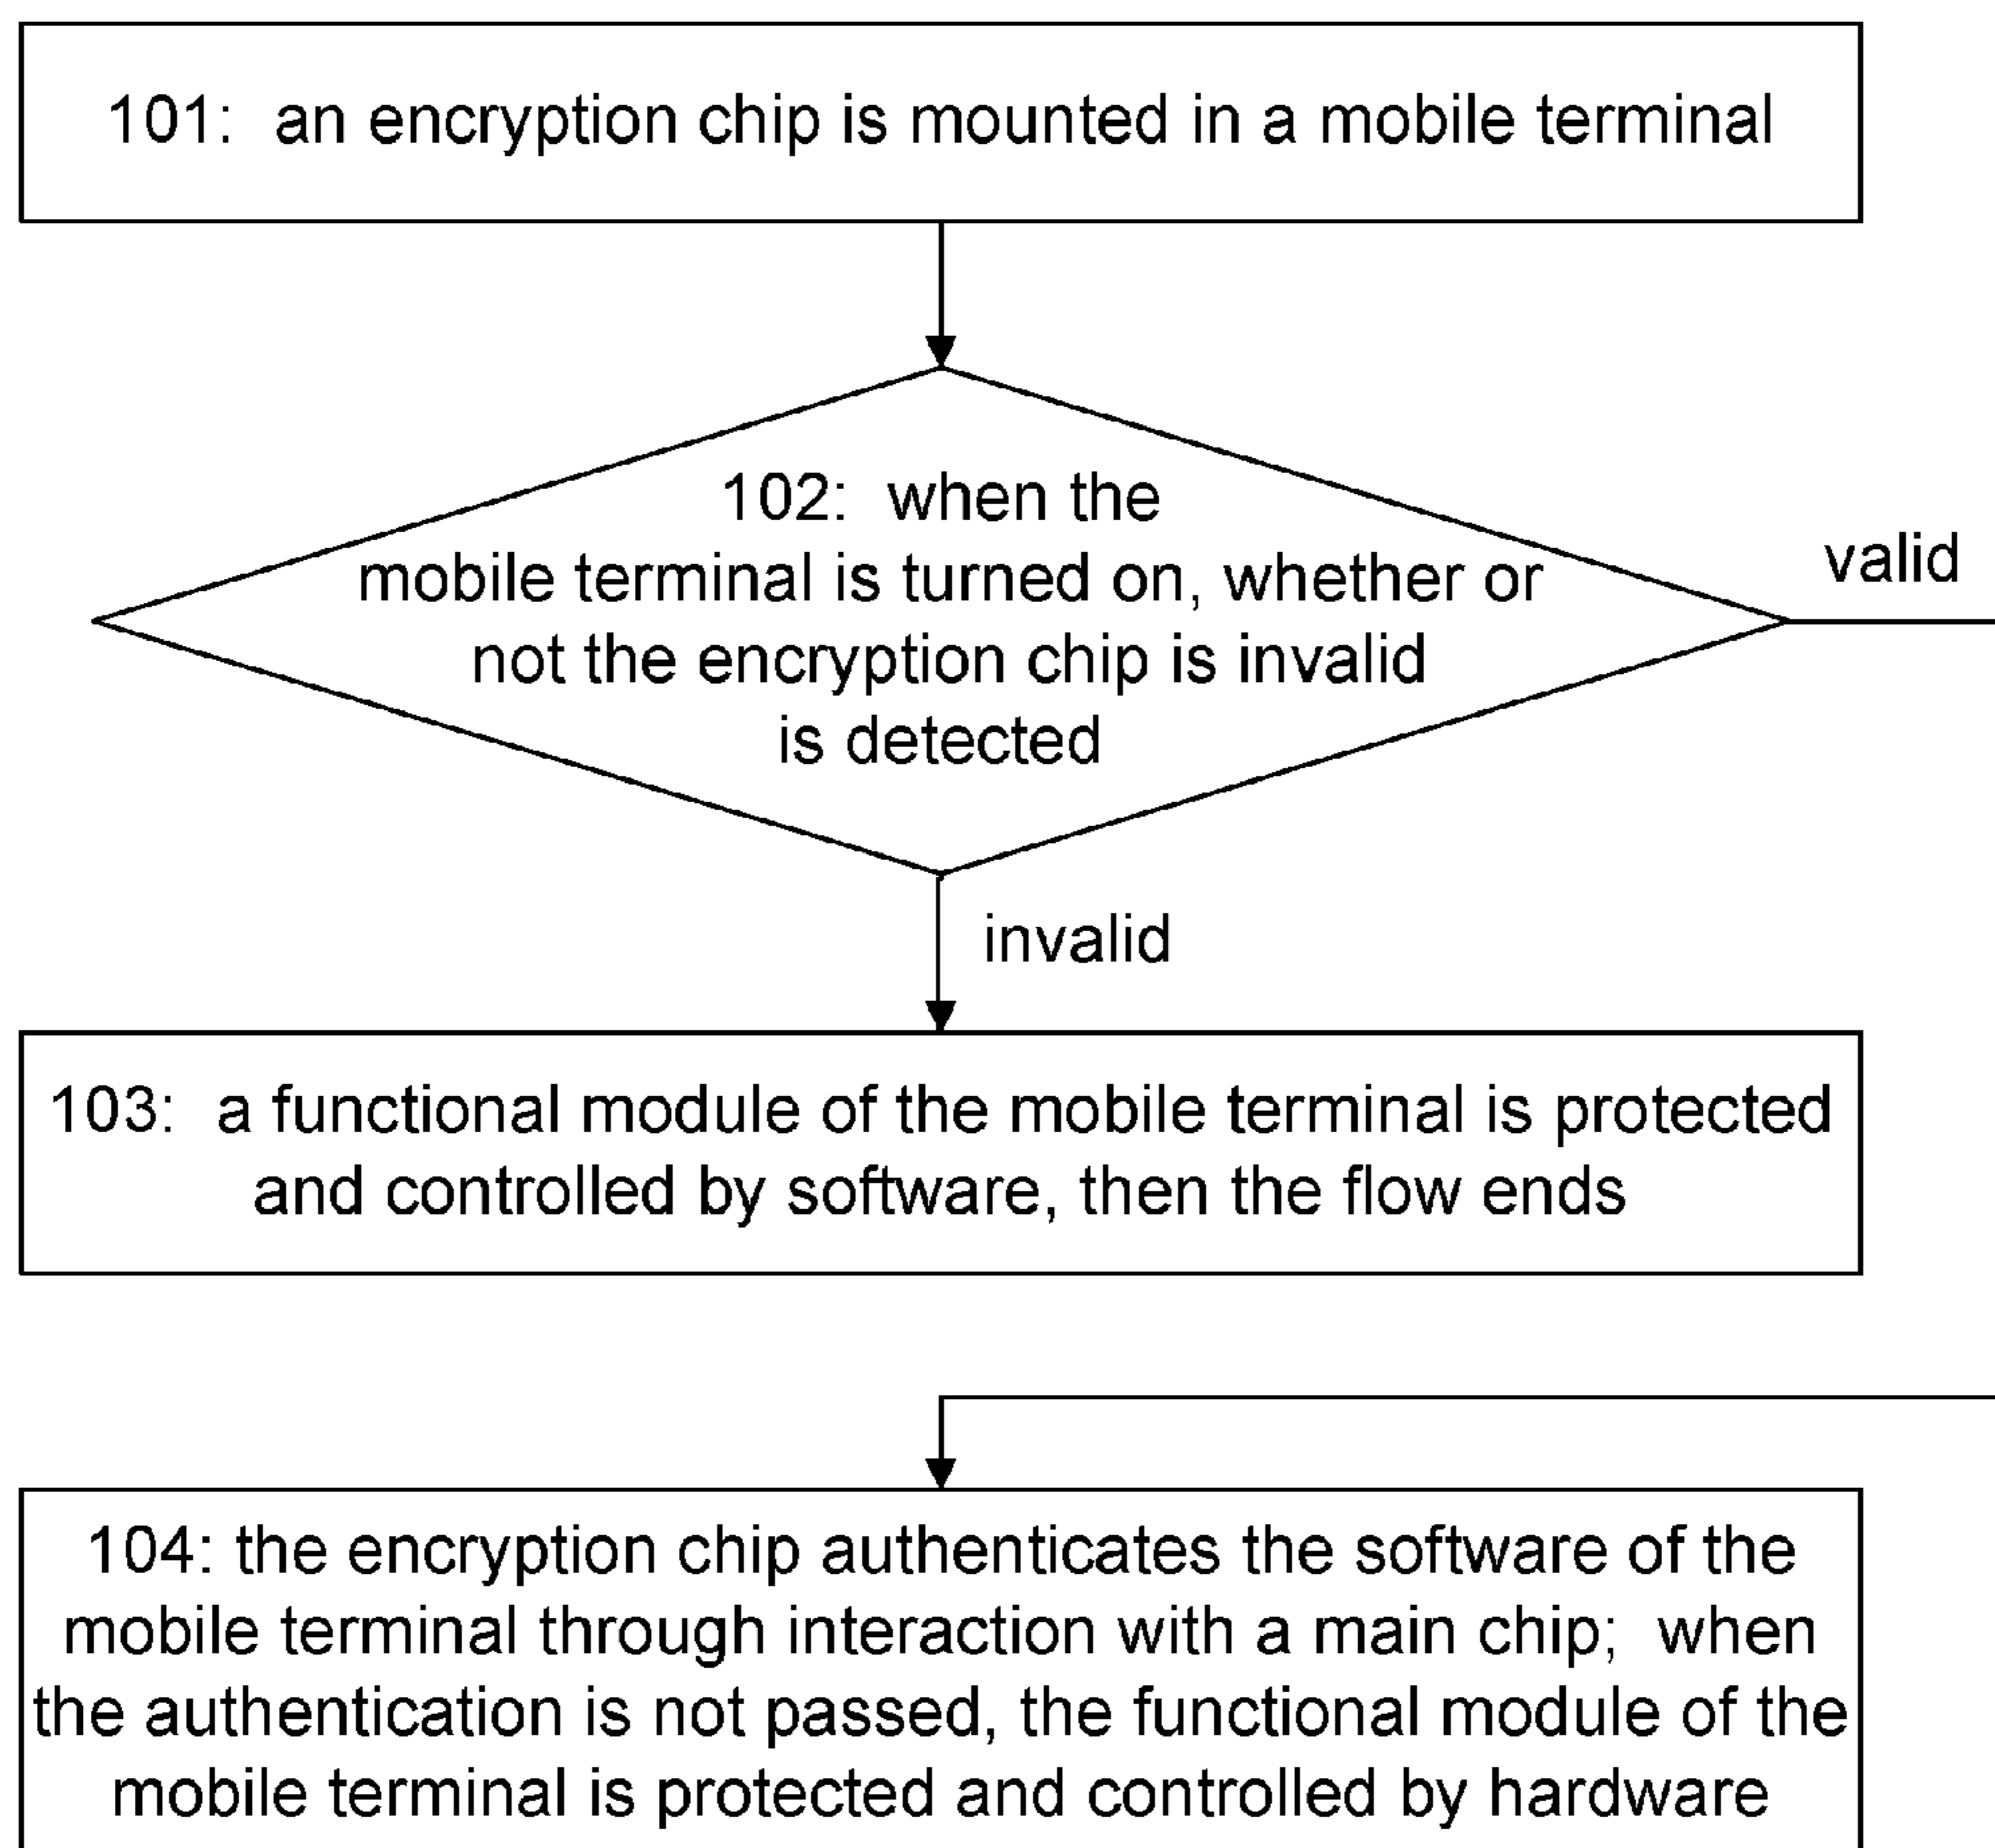 101: an encryption chip is mounted in a mobile terminal
102: when the
mobile terminal is turned on, whether or
not the encryption chip is invalid
is detected
valid
invalid
103: a functional module of the mobile terminal is protected
and controlled by software, then the flow ends
104: the encryption chip authenticates the software of the
mobile terminal through interaction with a main chip; when
the authentication is not passed, the functional module of the
mobile terminal is protected and controlled by hardware